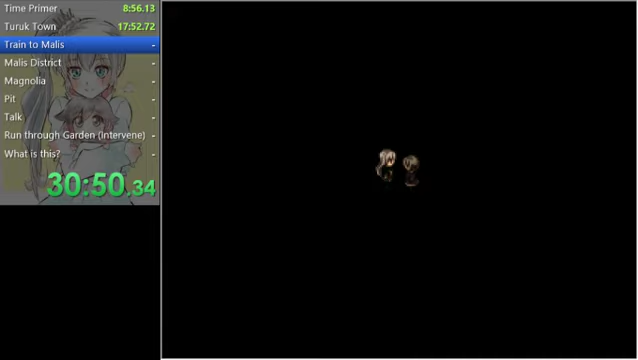 Time Primer 8:56.13
Turuk Town 17:52.72
Train to Malis -
Malis District -
Magnolia -
Pit -
Talk -
Run through Garden (Intervene) -
What is this? -
30:50.34